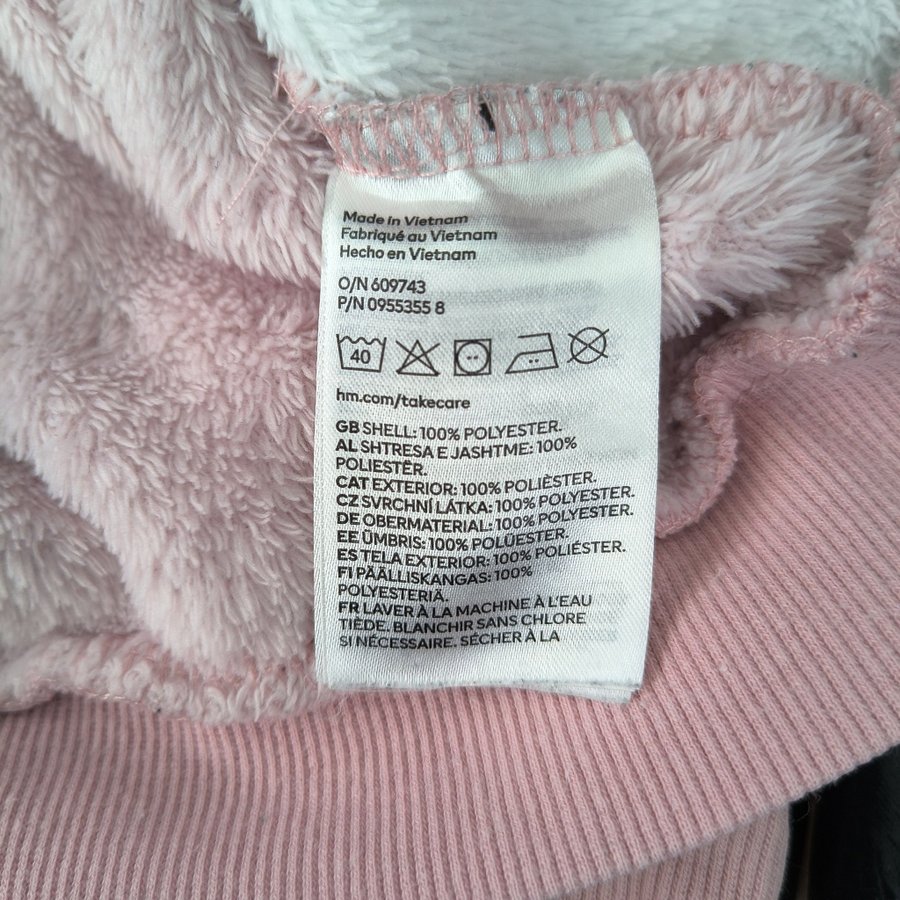 Made in Vietnam
Fabriqué au Vietnam
Hecho en Vietnam
O/N 609743
P/N 0955355 8
40
hm.com/takecare
GB SHELL: 100% POLYESTER.
AL SHTRESA E JASHTME: 100%
POLIESTËR.
CAT EXTERIOR: 100% POLIÈSTER.
CZ SVRCHNÍ LÁTKA: 100% POLYESTER.
DE OBERMATERIAL: 100% POLYESTER.
EE ÜMBRIS: 100% POLÜESTER.
ES TELA EXTERIOR: 100% POLIÉSTER.
FI PÄÄLLISKANGAS: 100%
POLYESTERIÄ.
FR LAVER À LA MACHINE À L'EAU
TIÈDE. BLANCHIR SANS CHLORE
SI NÉCESSAIRE. SÉCHER À LA